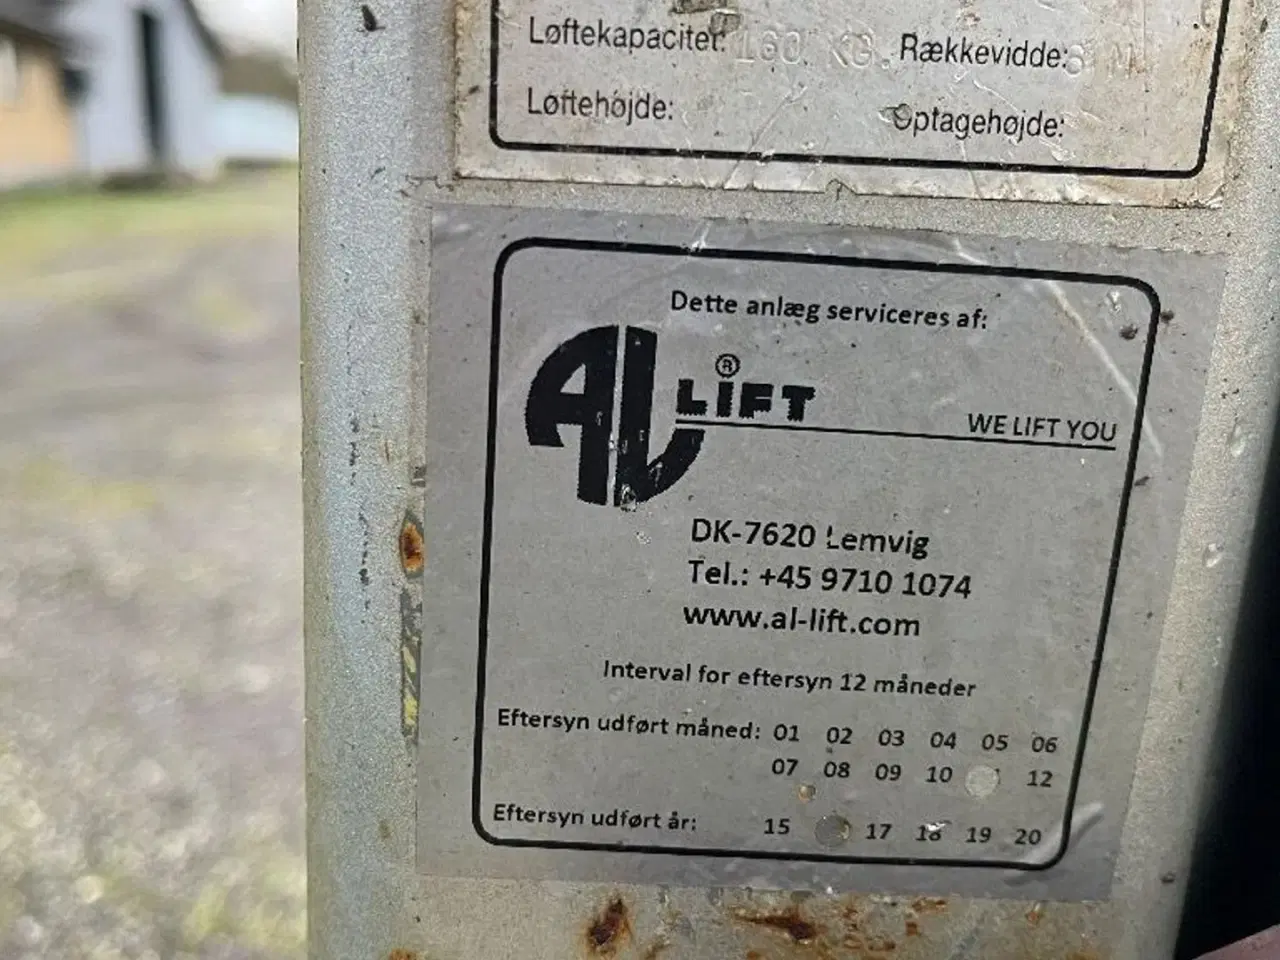 Løftekapacitet: 160 KG. Rækkevidde: M
Løftehøjde: Optagehøjde:
Dette anlæg serviceres af:
AL LIFT ®
WE LIFT YOU
DK-7620 Lemvig
Tel.: +45 9710 1074
www.al-lift.com
Interval for eftersyn 12 måneder
Eftersyn udført måned: 01 02 03 04 05 06
07 08 09 10 12
Eftersyn udført år: 15 17 18 19 20